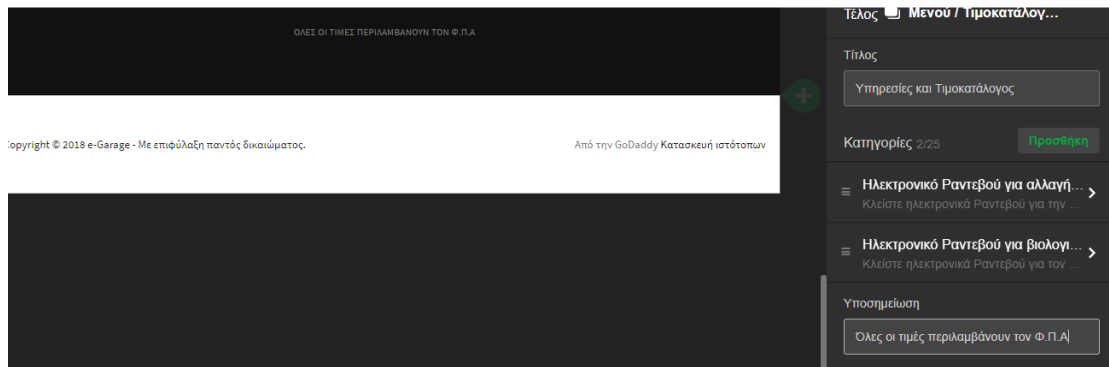 ΟΛΕΣ ΟΙ ΤΙΜΕΣ ΠΕΡΙΛΑΜΒΑΝΟΥΝ ΤΟΝ Φ.Π.Α
opyright © 2018 e-Garage - Με επιφύλαξη παντός δικαιώματος.
Από την GoDaddy Κατασκευή ιστότοπων
Τέλος Μενού / Τιμοκατάλογ...
Τίτλος
Υπηρεσίες και Τιμοκατάλογος
Κατηγορίες 2/25 Προσθήκη
Ηλεκτρονικό Ραντεβού για αλλαγή...
Κλείστε ηλεκτρονικά Ραντεβού για την ...
Ηλεκτρονικό Ραντεβού για βιολογι...
Κλείστε ηλεκτρονικά Ραντεβού για τον ...
Υποσημείωση
Όλες οι τιμές περιλαμβάνουν τον Φ.Π.Α